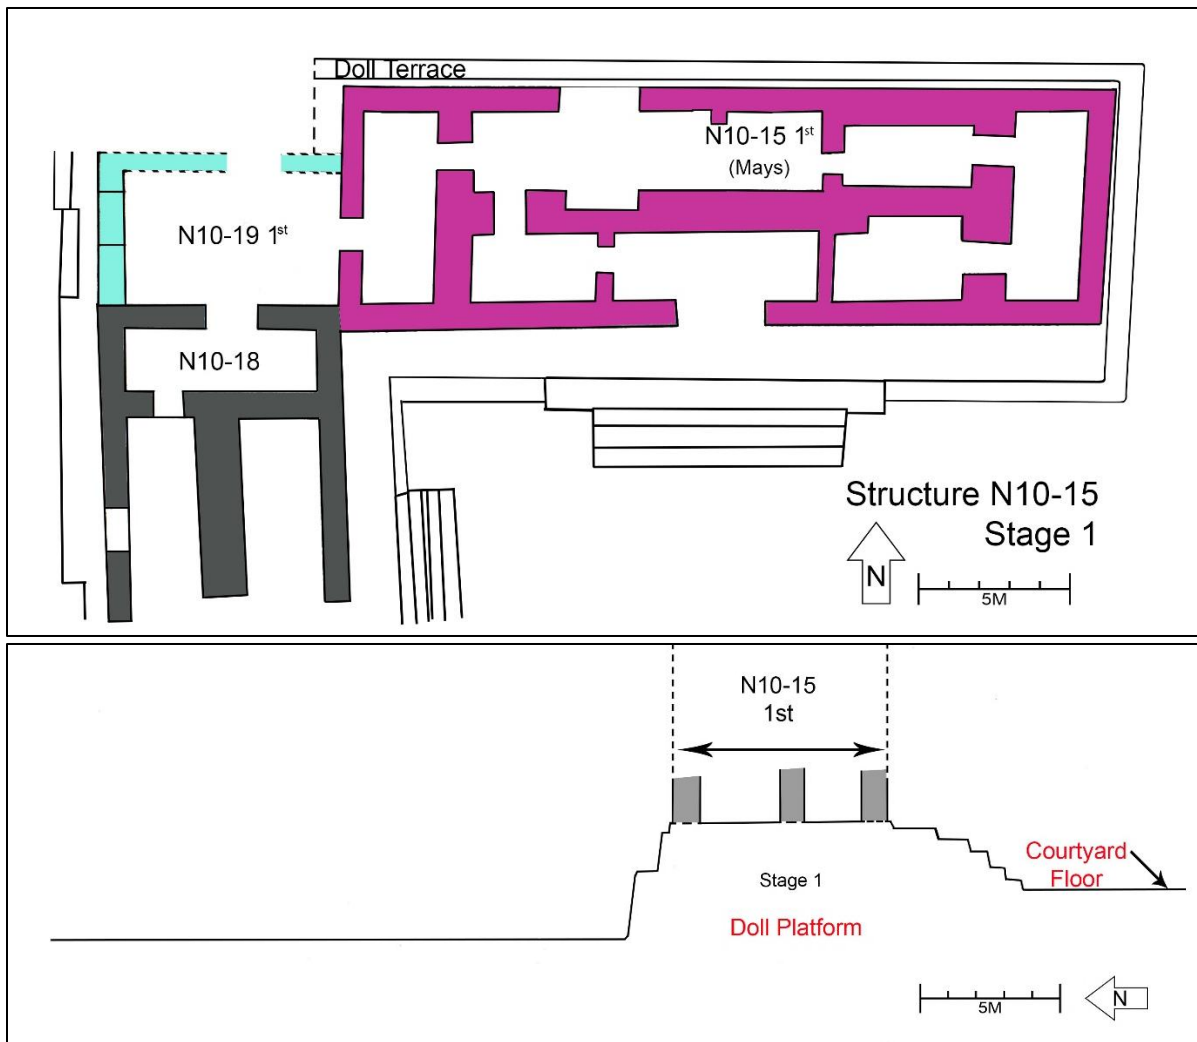 Doll Terrace
N10-15 1st
(Mays)
N10-19 1st
N10-18
Structure N10-15
Stage 1
N
5M
N10-15
1st
Courtyard
Floor
Stage 1
Doll Platform
5M
N